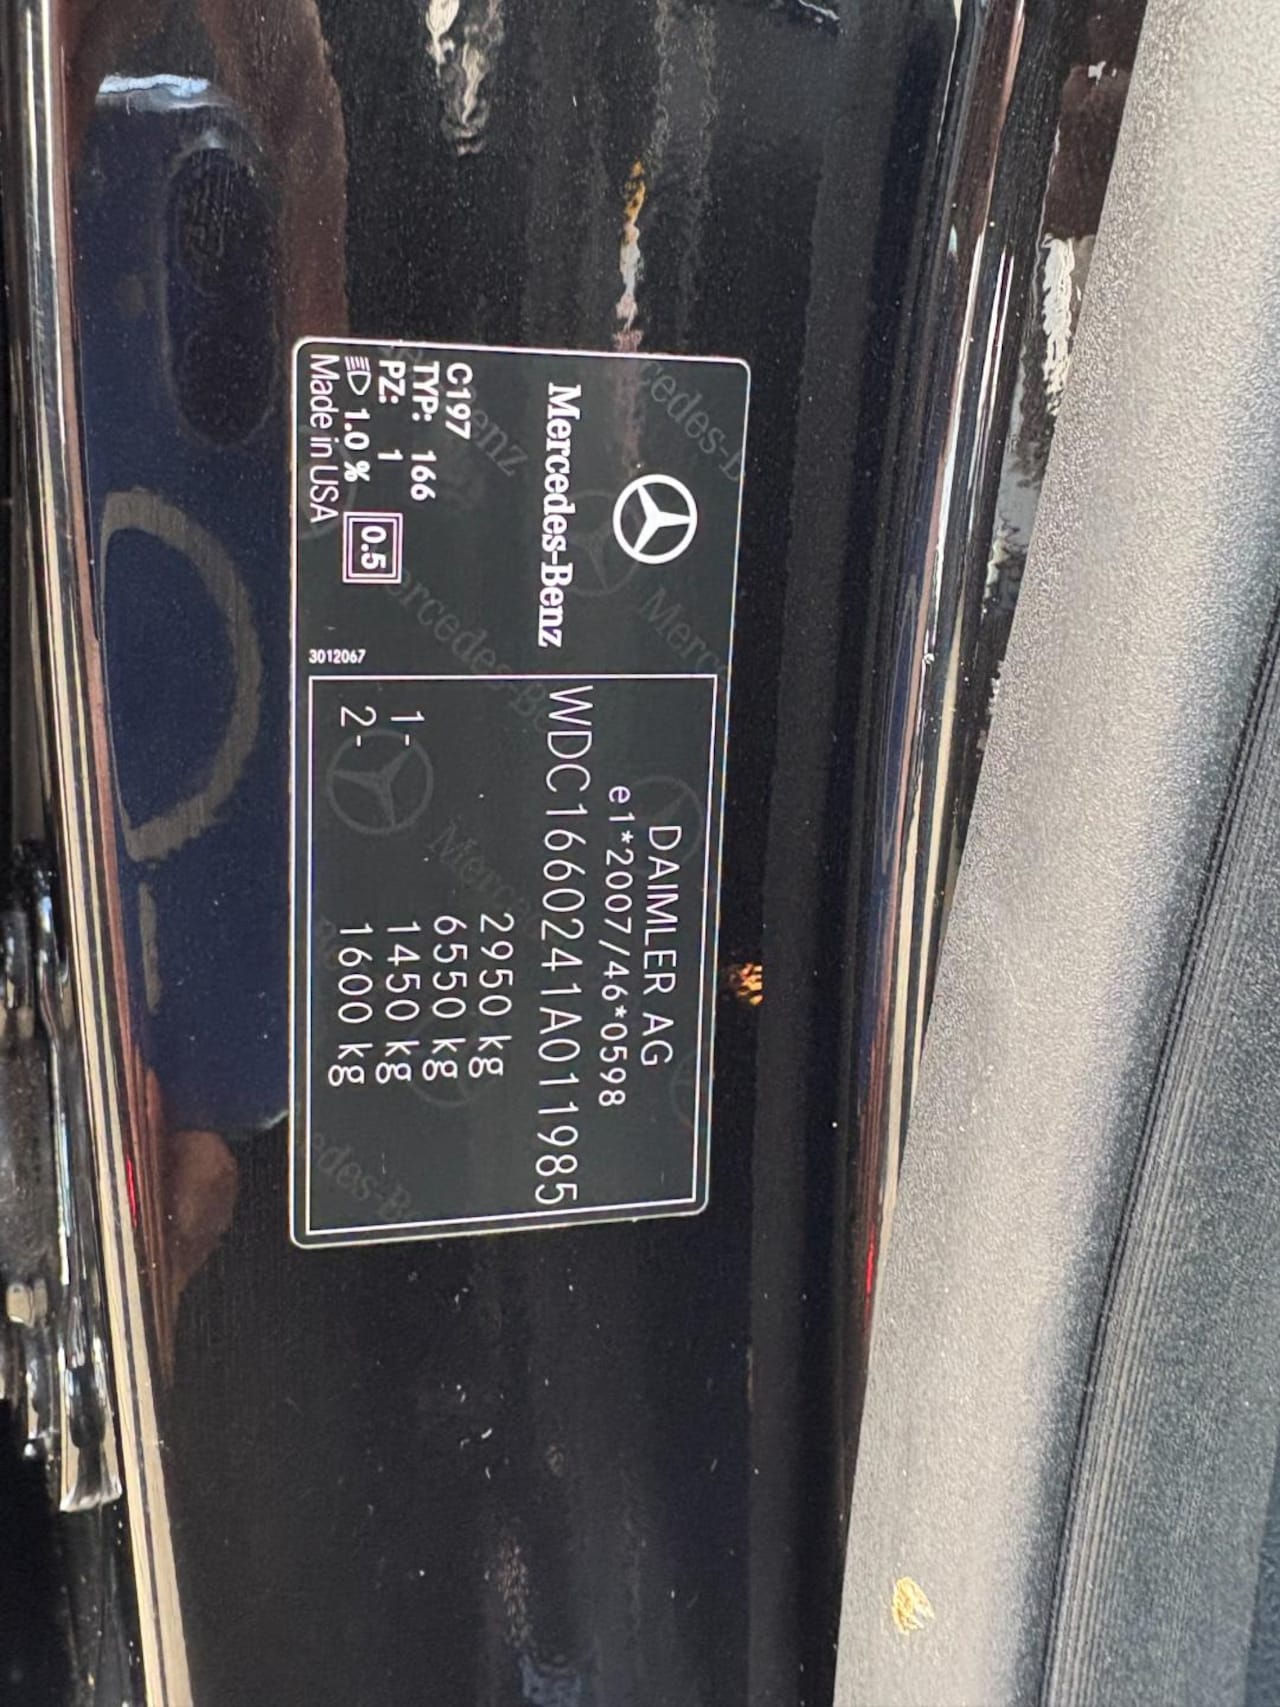 Mercedes-Benz
C197
TYP: 166
PZ: 1
1.0 %
0.5
Made in USA
3012067
DAIMLER AG
e1*2007/46*0598
WDC1660241A011985
2950 kg
6550 kg
1- 1450 kg
2- 1600 kg